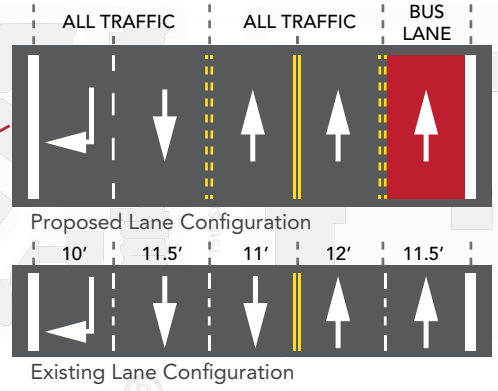 ALL TRAFFIC
ALL TRAFFIC
BUS
LANE
Proposed Lane Configuration
10’
11.5’
11’
12’
11.5’
Existing Lane Configuration